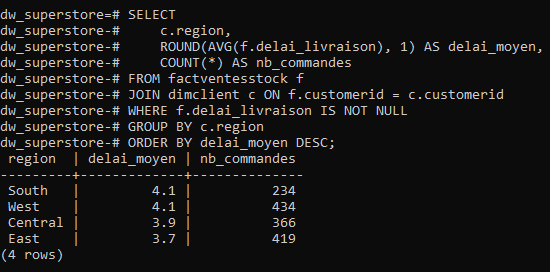 dw_superstore=# SELECT
dw_superstore-#     c.region,
dw_superstore-#     ROUND(AVG(f.delai_livraison), 1) AS delai_moyen,
dw_superstore-#     COUNT(*) AS nb_commandes
dw_superstore-# FROM factventesstock f
dw_superstore-# JOIN dimclient c ON f.customerid = c.customerid
dw_superstore-# WHERE f.delai_livraison IS NOT NULL
dw_superstore-# GROUP BY c.region
dw_superstore-# ORDER BY delai_moyen DESC;
 region  | delai_moyen | nb_commandes
---------+-------------+--------------
 South   |         4.1 |          234
 West    |         4.1 |          434
 Central |         3.9 |          366
 East    |         3.7 |          419
(4 rows)